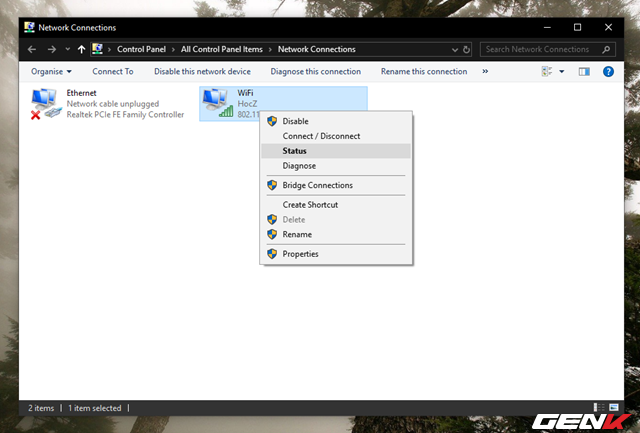 Network Connections
Control Panel All Control Panel Items Network Connections Search Network Connections
Organise Connect To Disable this network device Diagnose this connection Rename this connection »
Ethernet
Network cable unplugged
Realtek PCIe FE Family Controller
WiFi
HocZ
802.11
Disable
Connect / Disconnect
Status
Diagnose
Bridge Connections
Create Shortcut
Delete
Rename
Properties
2 items 1 item selected
GENK